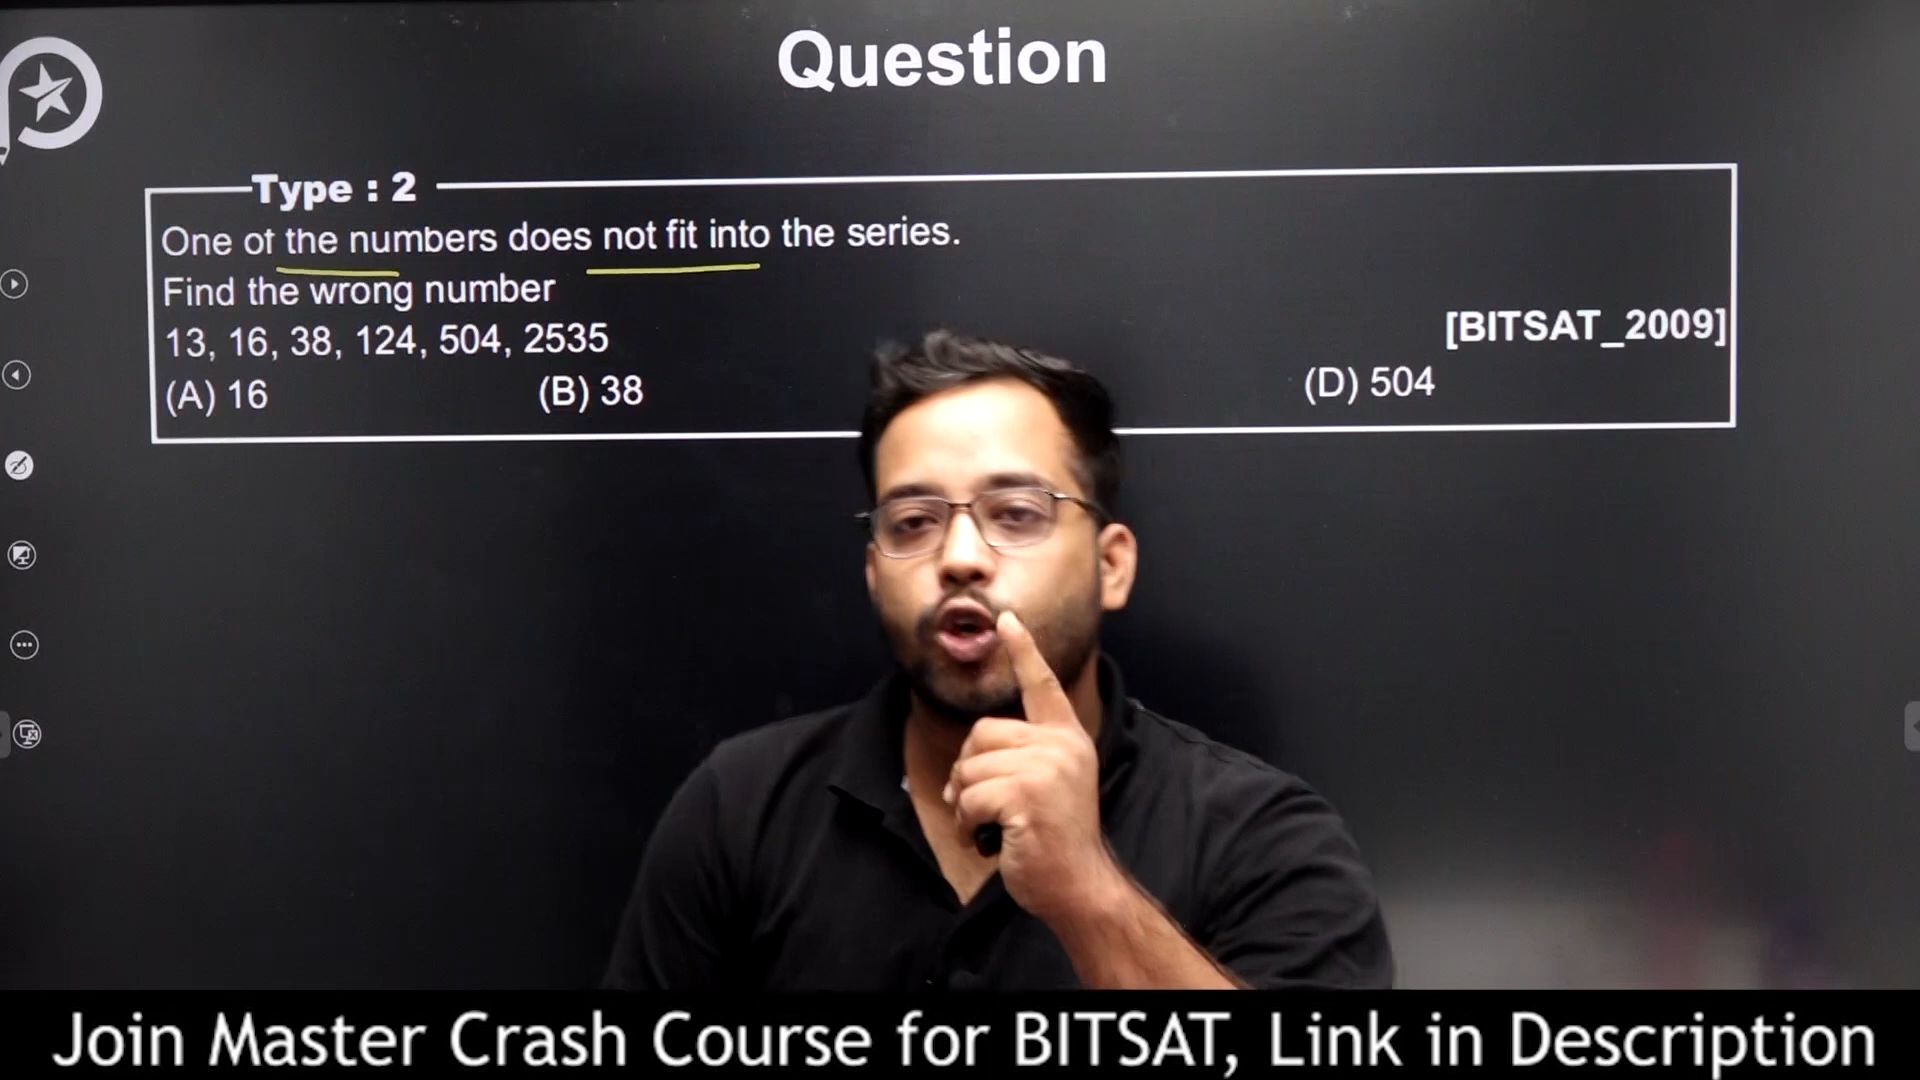 Question
Type : 2
One of the numbers does not fit into the series.
Find the wrong number
13, 16, 38, 124, 504, 2535
[BITSAT_2009]
(A) 16 (B) 38 (D) 504
Join Master Crash Course for BITSAT, Link in Description